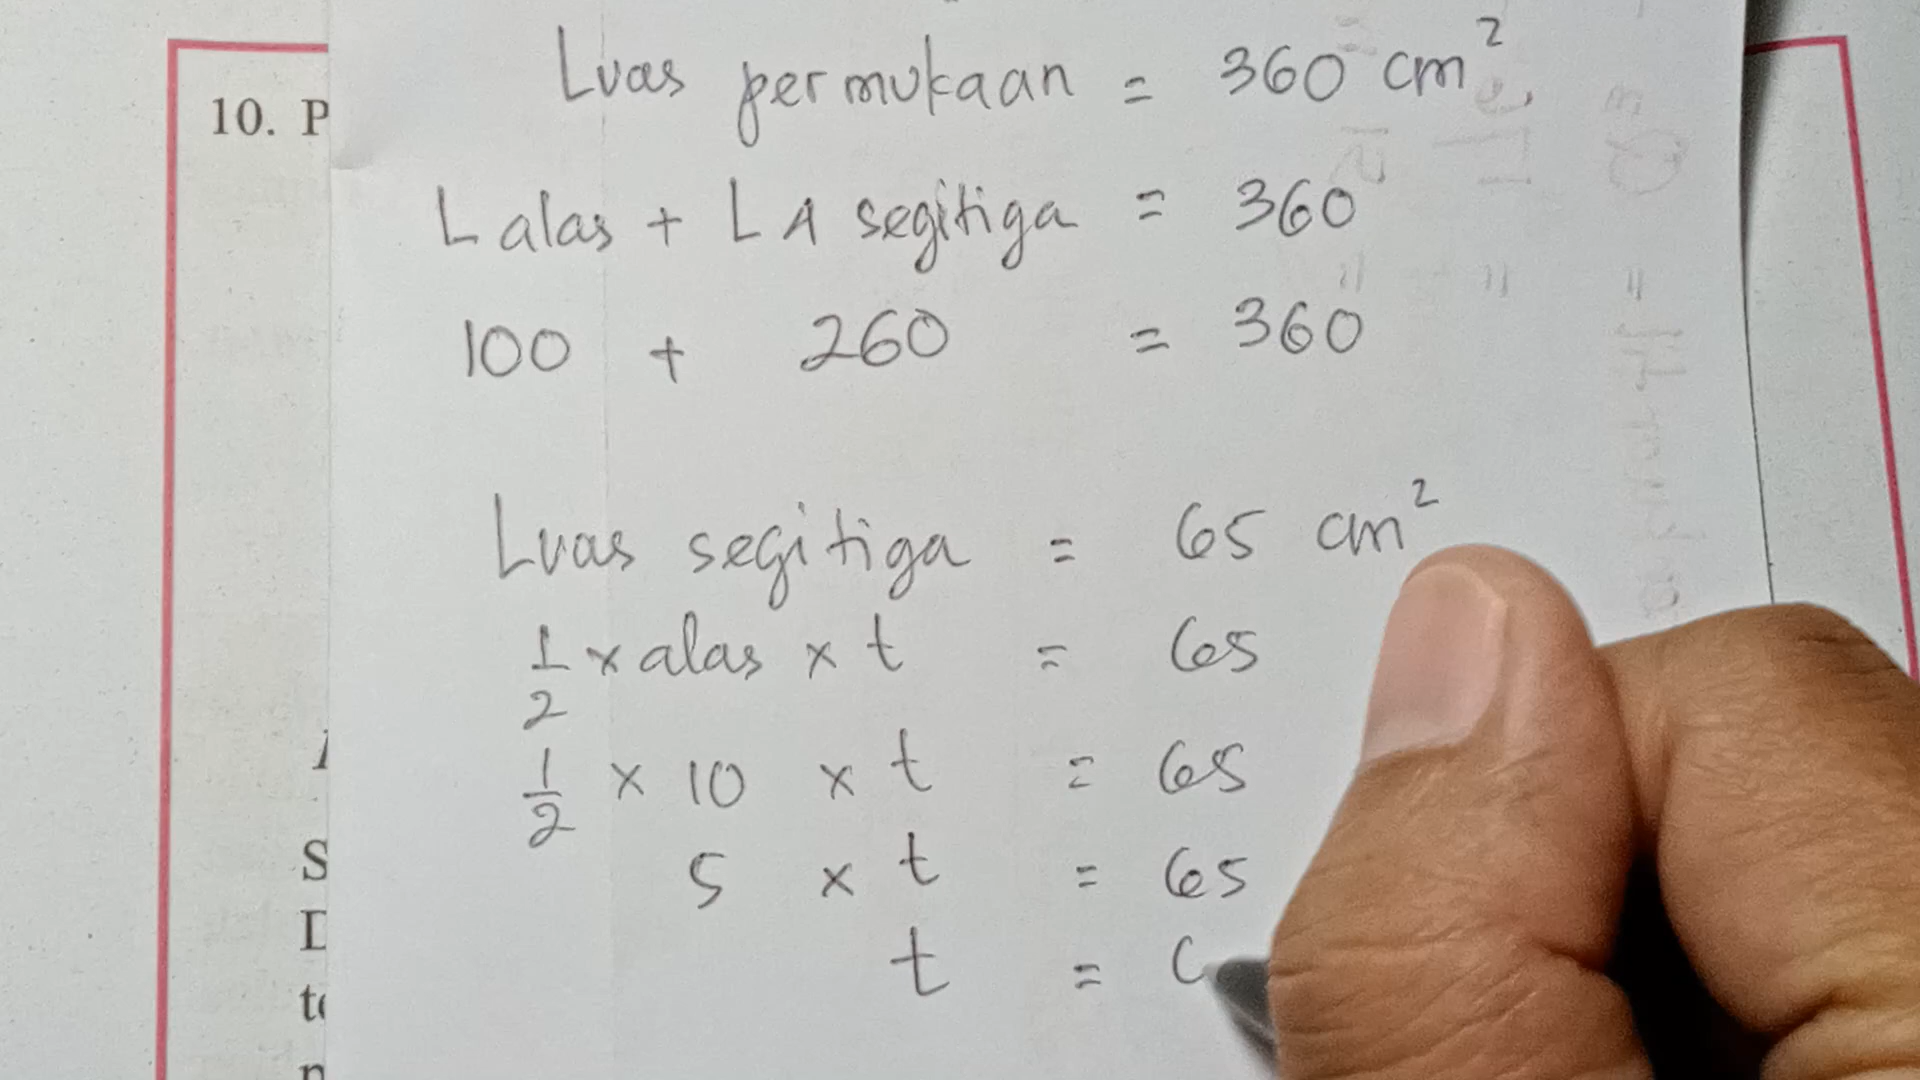 10. P
Luas permukaan = 360 cm²
L alas + L 4 segitiga = 360
100 + 260 = 360
Luas segitiga = 65 cm²
1/2 x alas x t = 65
1/2 x 10 x t = 65
5 x t = 65
t =
S
D